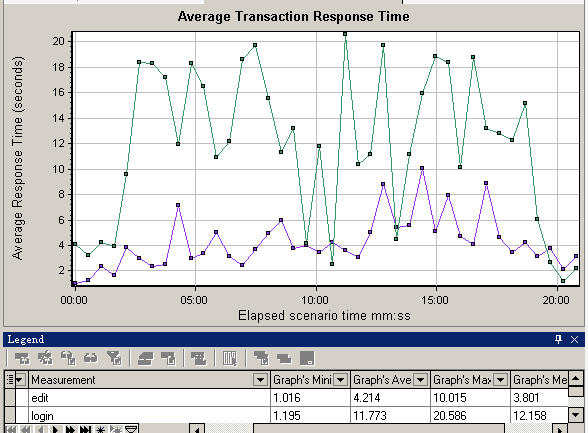 Average Transaction Response Time
Average Response Time (seconds)
20
18
16
14
12
10
8
6
4
2
00:00 05:00 10:00 15:00 20:00
Elapsed scenario time mm:ss
Legend
Measurement Graph's Mini Graph's Ave Graph's Max Graph's Me
edit 1.016 4.214 10.015 3.801
login 1.195 11.773 20.586 12.158